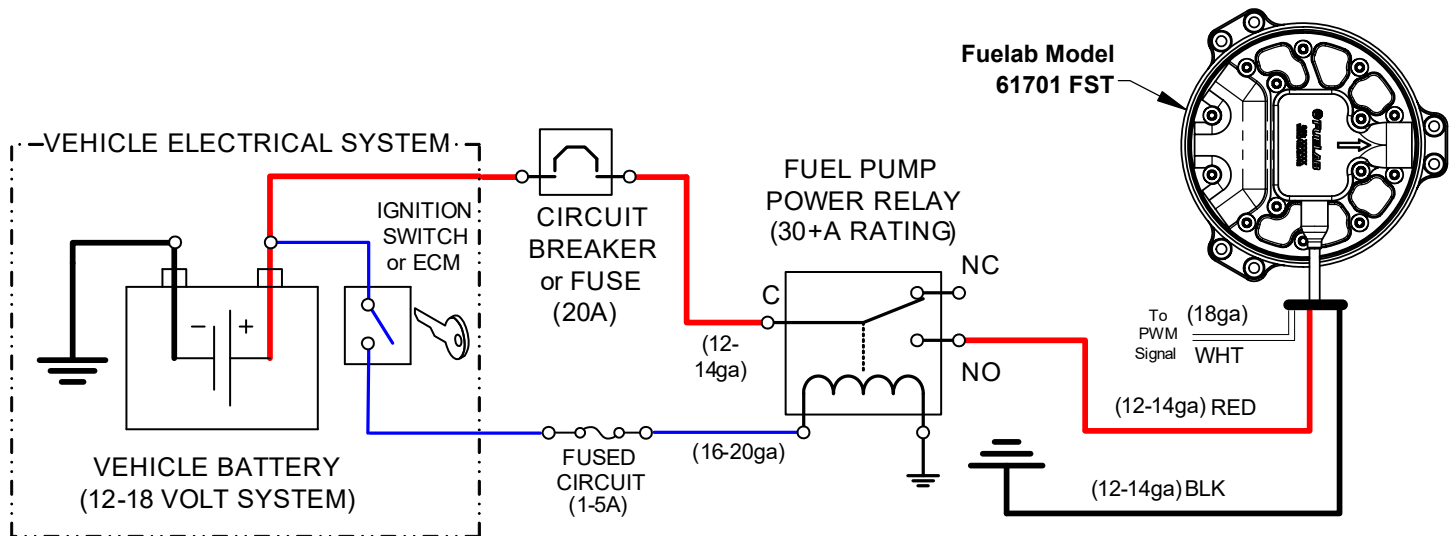 Fuelab Model
61701 FST
VEHICLE ELECTRICAL SYSTEM
IGNITION
SWITCH
or ECM
CIRCUIT
BREAKER
or FUSE
(20A)
FUEL PUMP
POWER RELAY
(30+A RATING)
NC
C
NO
(12-
14ga)
- +
To
PWM
Signal
(18ga)
WHT
(12-14ga) RED
(12-14ga) BLK
(16-20ga)
FUSED
CIRCUIT
(1-5A)
VEHICLE BATTERY
(12-18 VOLT SYSTEM)
FUELAB